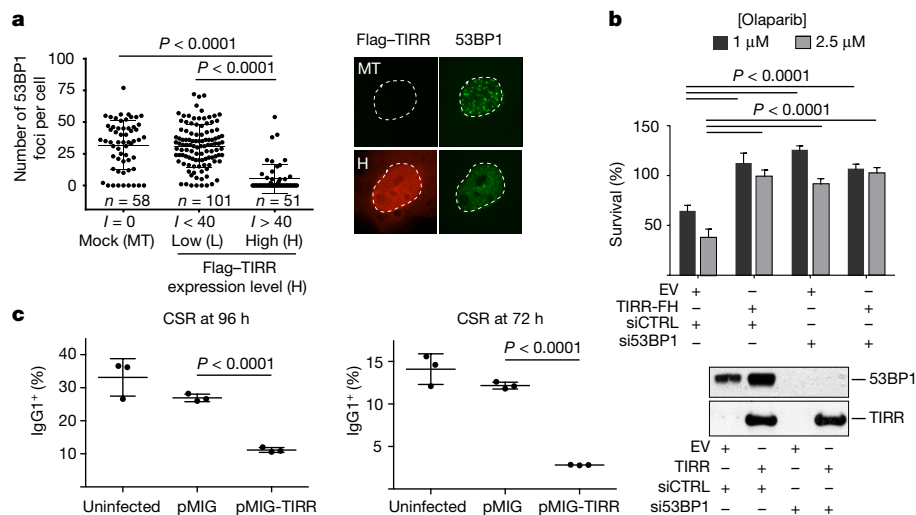 a
P < 0.0001
P < 0.0001
Number of 53BP1
foci per cell
100
75
50
25
0
n = 58
n = 101
n = 51
I = 0
I < 40
I > 40
Mock (MT)
Low (L)
High (H)
Flag–TIRR
expression level (H)
Flag–TIRR
53BP1
MT
H
b
[Olaparib]
1 μM
2.5 μM
P < 0.0001
P < 0.0001
Survival (%)
150
100
50
EV + – + –
TIRR-FH – + – +
siCTRL + + – –
si53BP1 – – + +
53BP1
TIRR
EV + – + –
TIRR – + – +
siCTRL + + – –
si53BP1 – – + +
c
CSR at 96 h
P < 0.0001
IgG1+ (%)
40
30
20
10
Uninfected
pMIG
pMIG-TIRR
CSR at 72 h
P < 0.0001
IgG1+ (%)
15
10
5
Uninfected
pMIG
pMIG-TIRR